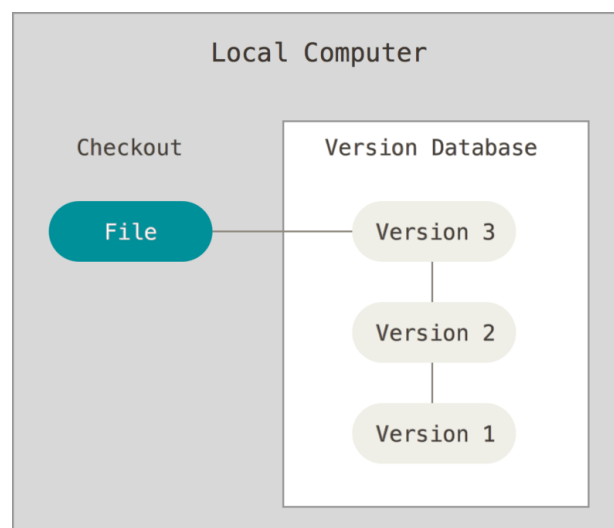 Local Computer
Checkout
Version Database
File
Version 3
Version 2
Version 1